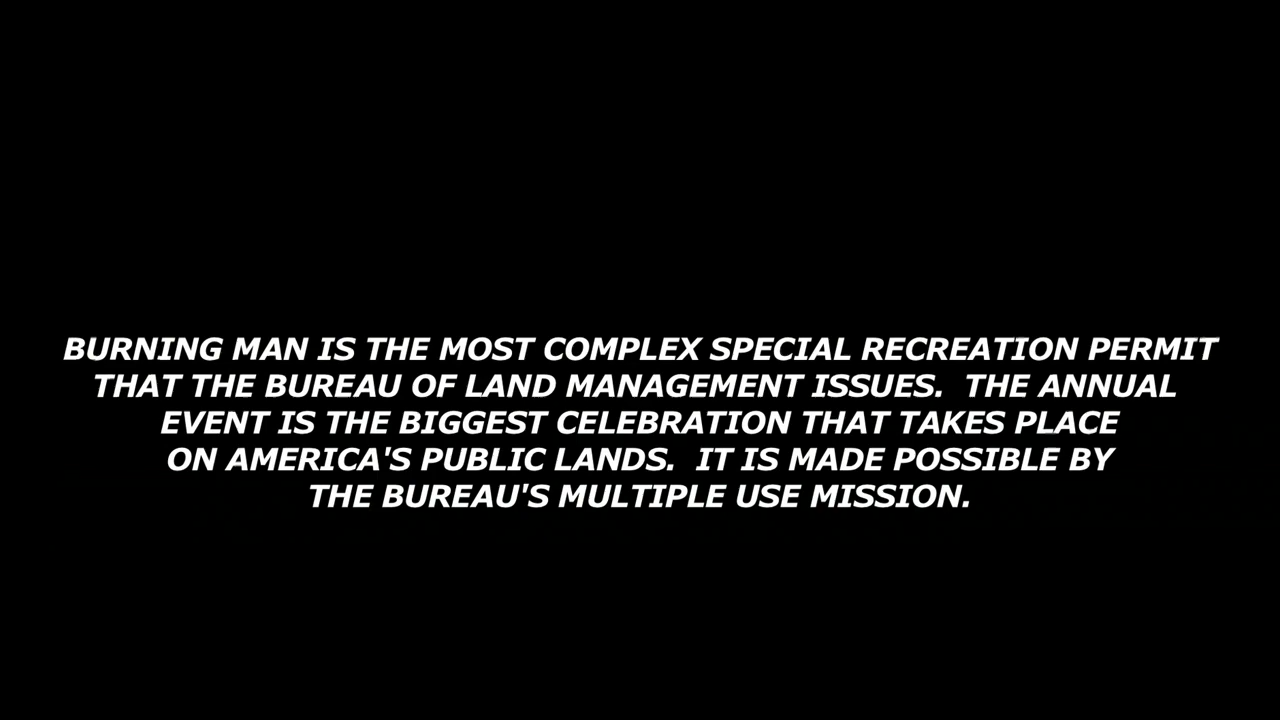 BURNING MAN IS THE MOST COMPLEX SPECIAL RECREATION PERMIT
THAT THE BUREAU OF LAND MANAGEMENT ISSUES.  THE ANNUAL
EVENT IS THE BIGGEST CELEBRATION THAT TAKES PLACE
ON AMERICA'S PUBLIC LANDS.  IT IS MADE POSSIBLE BY
THE BUREAU'S MULTIPLE USE MISSION.